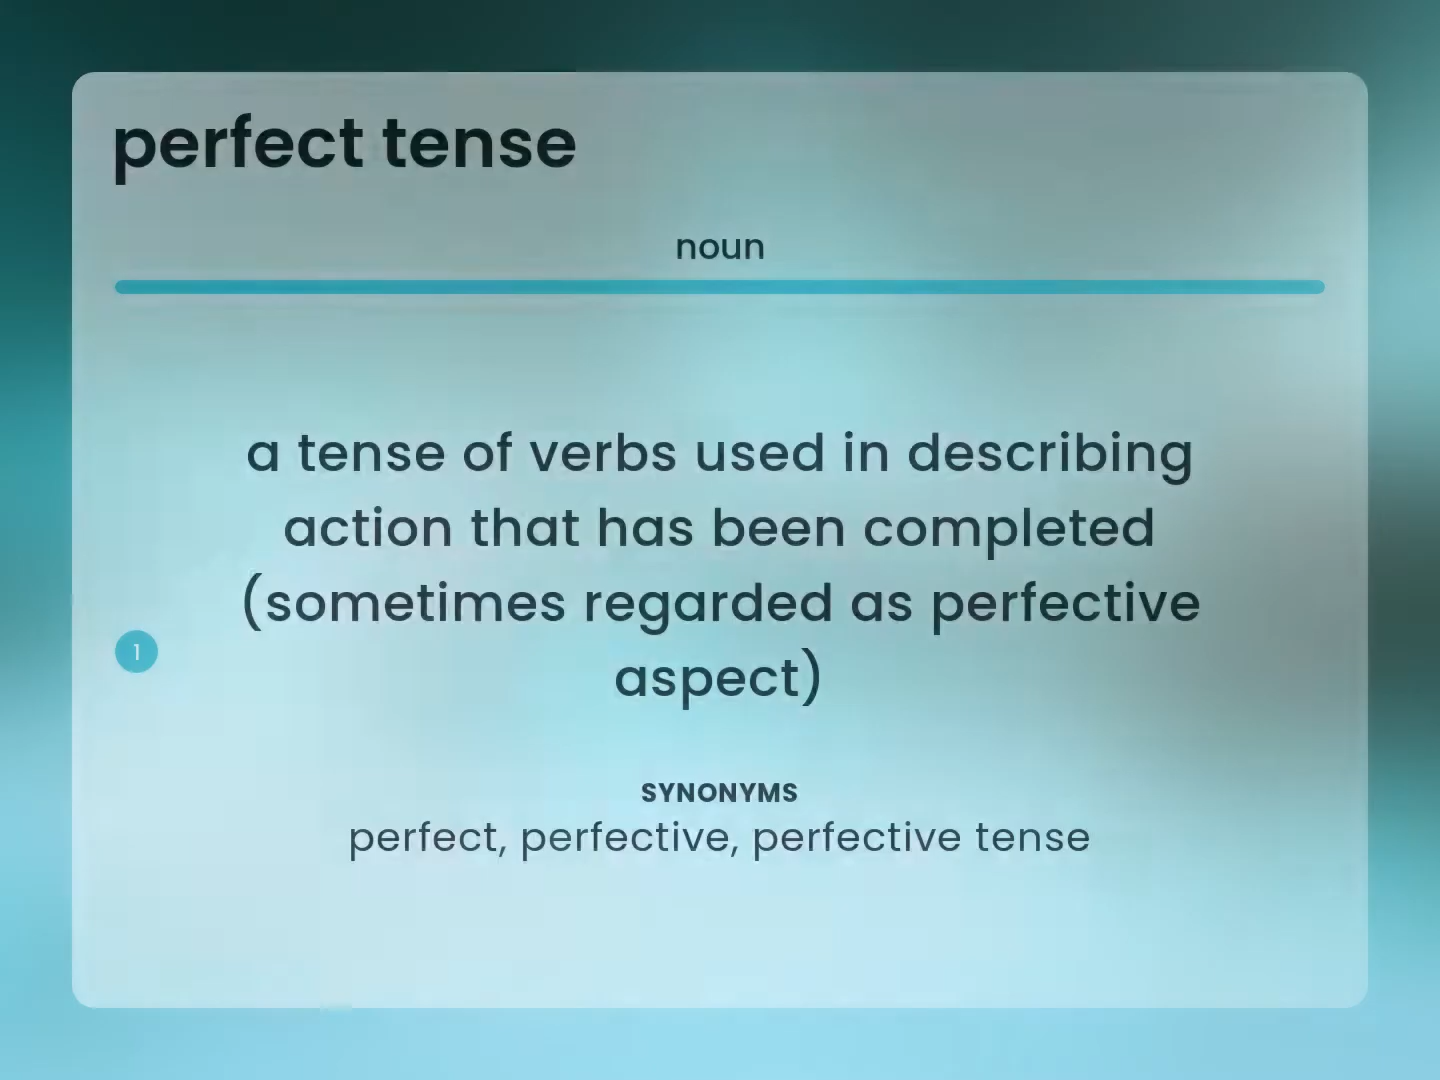 perfect tense
noun
a tense of verbs used in describing
action that has been completed
(sometimes regarded as perfective
aspect)
1
SYNONYMS
perfect, perfective, perfective tense